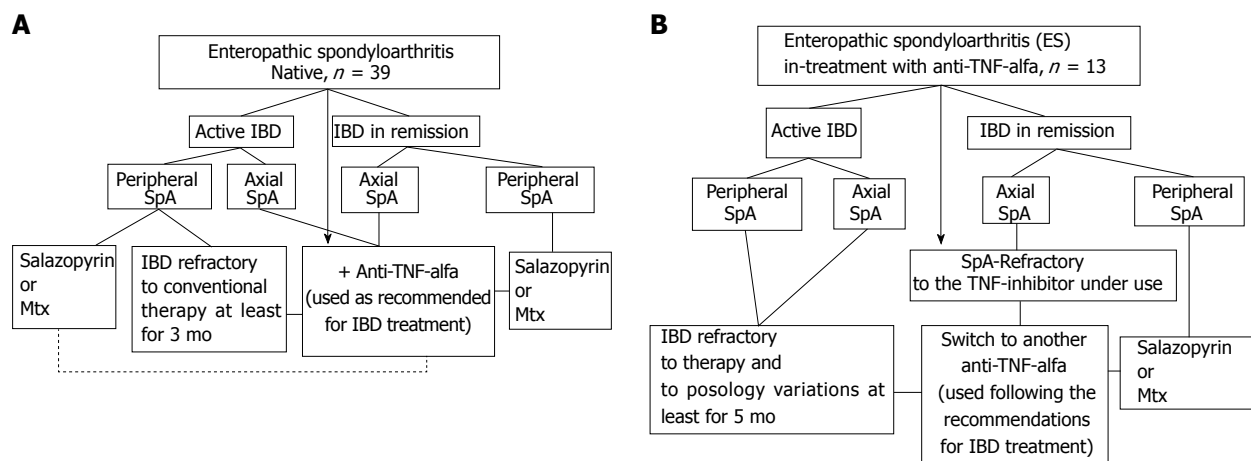 A
Enteropathic spondyloarthritis
Native, n = 39
Active IBD
IBD in remission
Peripheral
SpA
Axial
SpA
Axial
SpA
Peripheral
SpA
Salazopyrin
or
Mtx
IBD refractory
to conventional
therapy at least
for 3 mo
+ Anti-TNF-alfa
(used as recommended
for IBD treatment)
Salazopyrin
or
Mtx
B
Enteropathic spondyloarthritis (ES)
in-treatment with anti-TNF-alfa, n = 13
Active IBD
IBD in remission
Peripheral
SpA
Axial
SpA
Axial
SpA
Peripheral
SpA
SpA-Refractory
to the TNF-inhibitor under use
IBD refractory
to therapy and
to posology variations at
least for 5 mo
Switch to another
anti-TNF-alfa
(used following the
recommendations
for IBD treatment)
Salazopyrin
or
Mtx